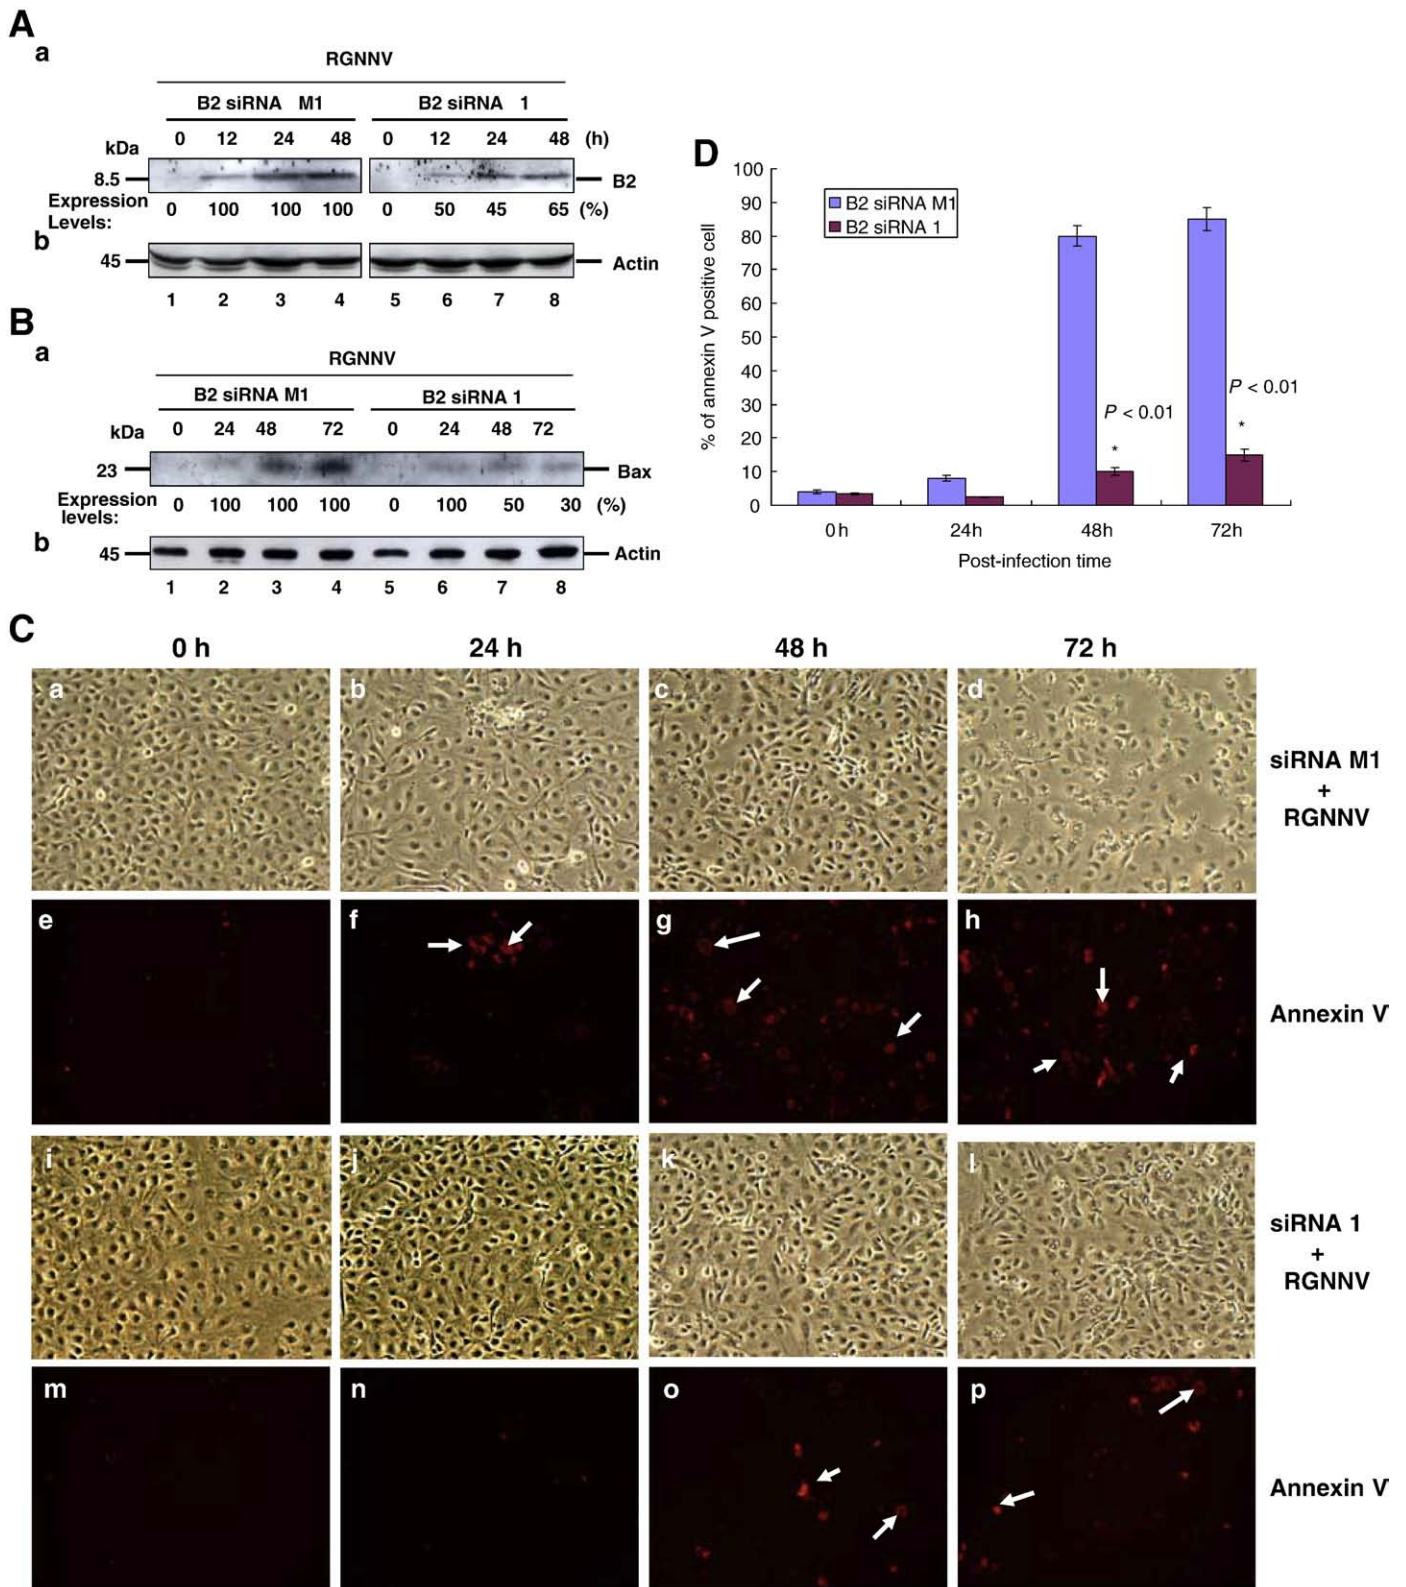 A
a
RGNNV
B2 siRNA M1 B2 siRNA 1
0 12 24 48 0 12 24 48 (h)
kDa
8.5 B2
Expression Levels: 0 100 100 100 0 50 45 65 (%)
b
45 Actin
1 2 3 4 5 6 7 8
B
a
RGNNV
B2 siRNA M1 B2 siRNA 1
kDa 0 24 48 72 0 24 48 72
23 Bax
Expression levels: 0 100 100 100 0 100 50 30 (%)
b
45 Actin
1 2 3 4 5 6 7 8
D
% of annexin V positive cell
100
90
80
70
60
50
40
30
20
10
0
B2 siRNA M1
B2 siRNA 1
P < 0.01
*
P < 0.01
*
0 h 24h 48h 72h
Post-infection time
C
0 h 24 h 48 h 72 h
a b c d
siRNA M1
+
RGNNV
e f g h
Annexin V
i j k l
siRNA 1
+
RGNNV
m n o p
Annexin V